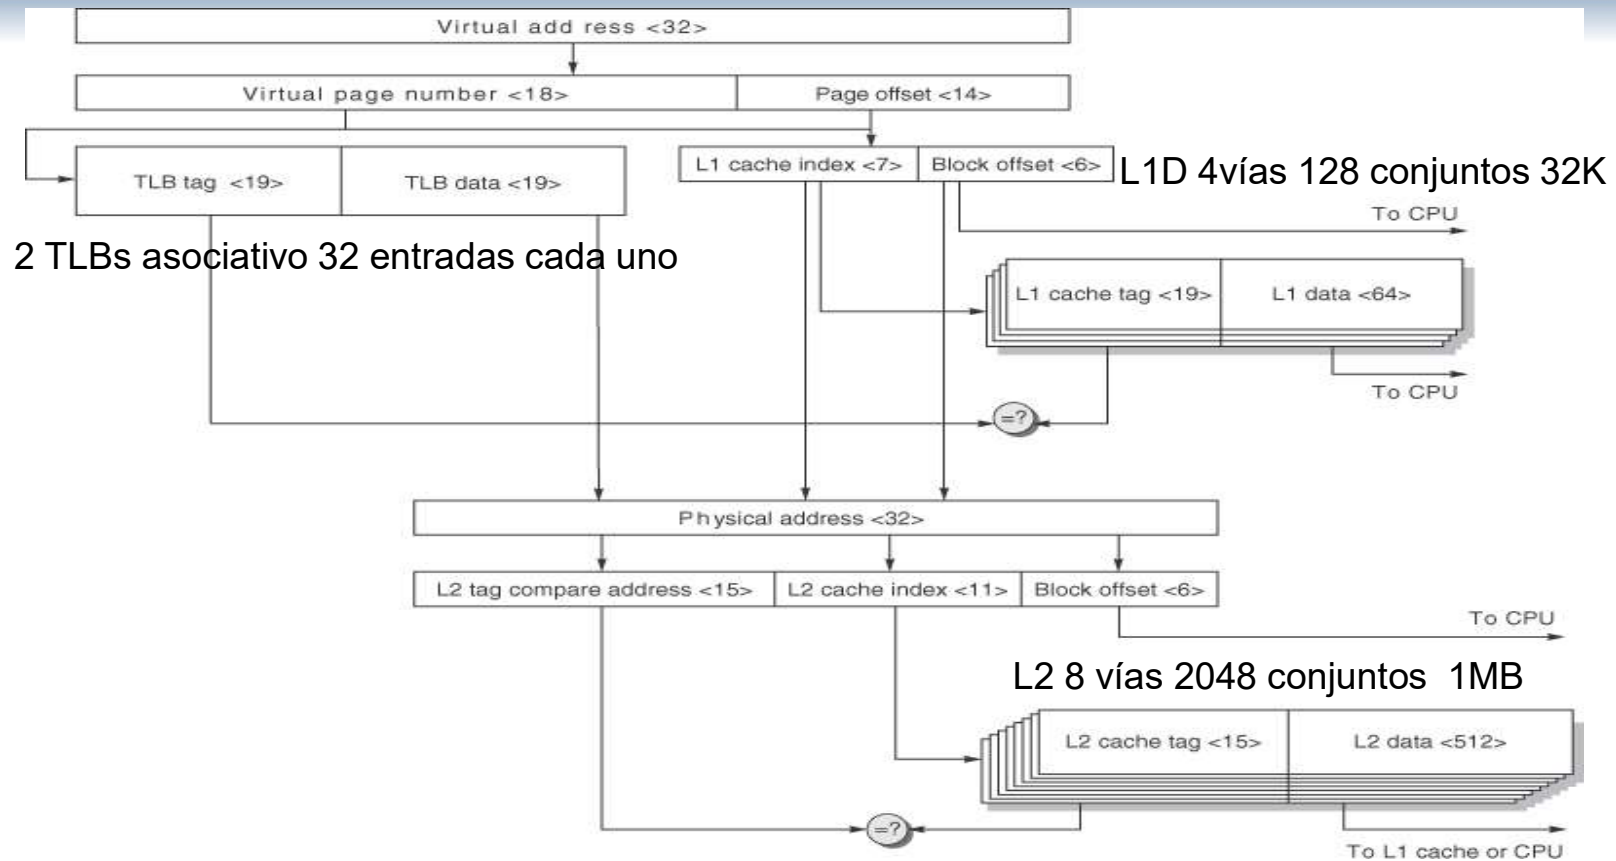 Virtual add ress <32>
Virtual page number <18>
Page offset <14>
TLB tag <19>
TLB data <19>
L1 cache index <7>
Block offset <6>
L1D 4vías 128 conjuntos 32K
To CPU
2 TLBs asociativo 32 entradas cada uno
L1 cache tag <19>
L1 data <64>
To CPU
=?
Physical address <32>
L2 tag compare address <15>
L2 cache index <11>
Block offset <6>
To CPU
L2 8 vías 2048 conjuntos 1MB
L2 cache tag <15>
L2 data <512>
=?
To L1 cache or CPU